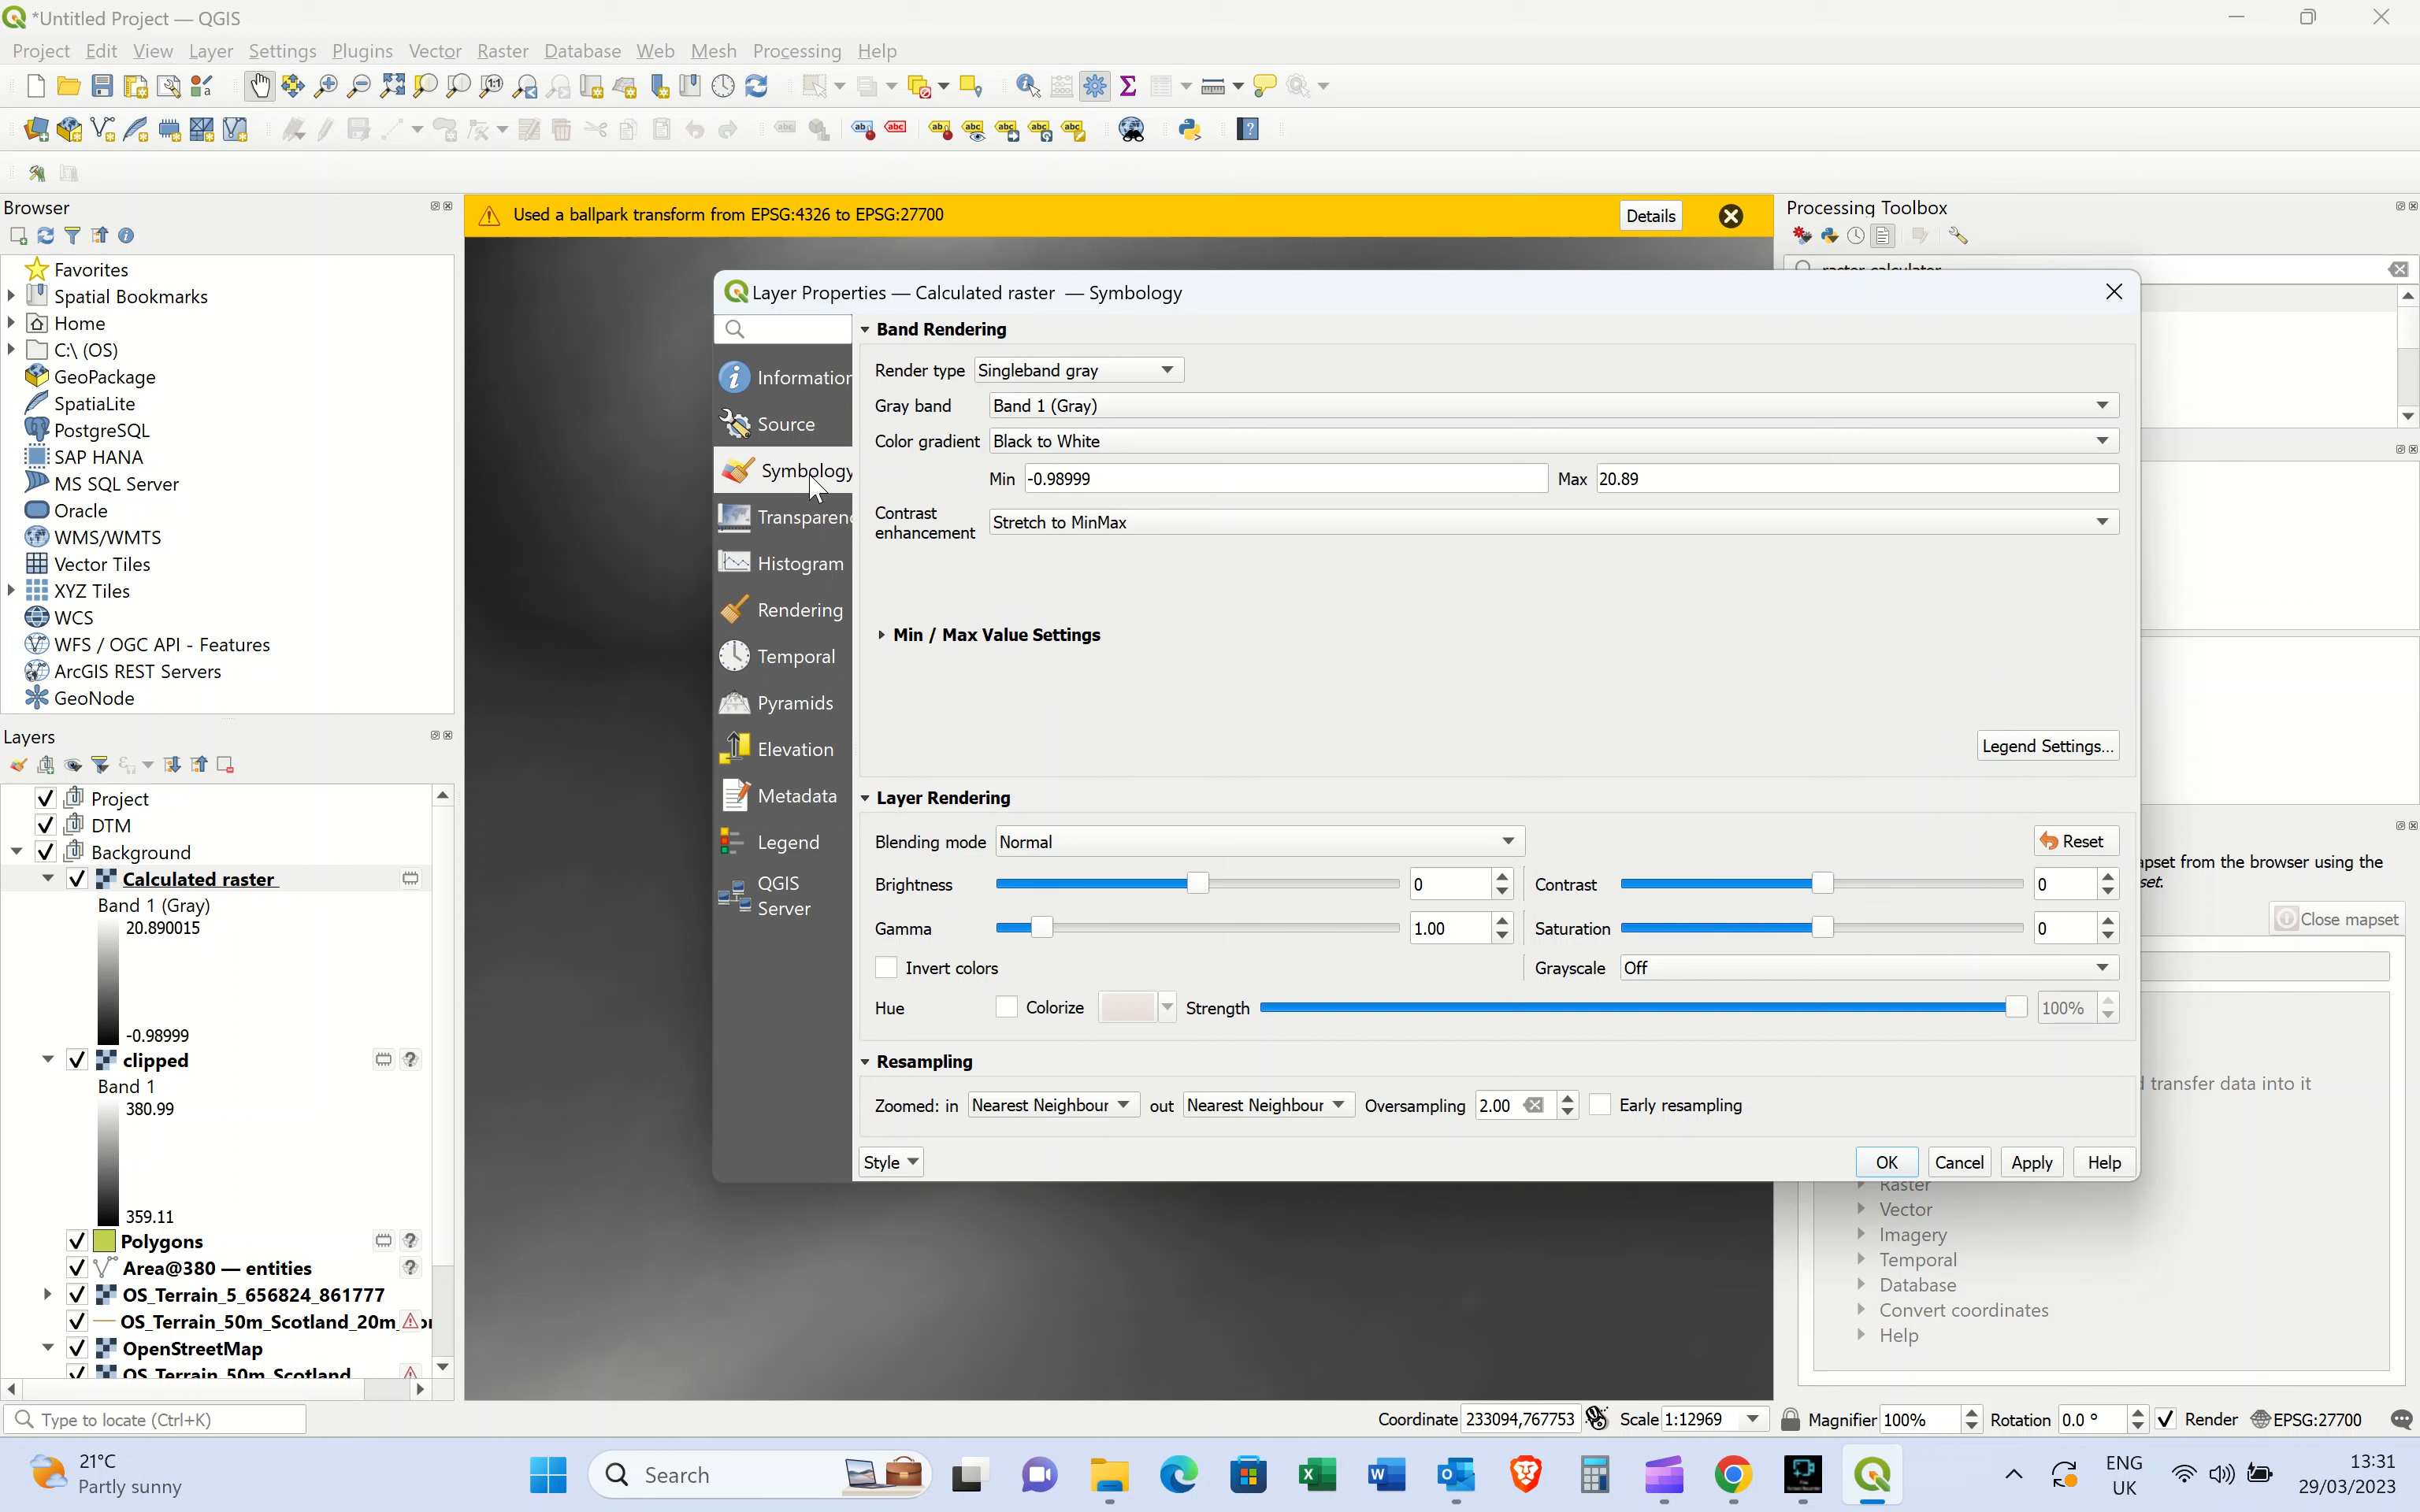 *Untitled Project — QGIS
Project Edit View Layer Settings Plugins Vector Raster Database Web Mesh Processing Help
Browser
Favorites
Spatial Bookmarks
Home
C:\ (OS)
GeoPackage
SpatiaLite
PostgreSQL
SAP HANA
MS SQL Server
Oracle
WMS/WMTS
Vector Tiles
XYZ Tiles
WCS
WFS / OGC API - Features
ArcGIS REST Servers
GeoNode
Layers
Project
DTM
Background
Calculated raster
Band 1 (Gray)
20.890015
-0.98999
clipped
Band 1
380.99
359.11
Polygons
Area@380 — entities
OS_Terrain_5_656824_861777
OS_Terrain_50m_Scotland_20m_
OpenStreetMap
OS_Terrain_50m_Scotland
Type to locate (Ctrl+K)
Used a ballpark transform from EPSG:4326 to EPSG:27700
Details
Layer Properties — Calculated raster — Symbology
Information
Source
Symbology
Transparen
Histogram
Rendering
Temporal
Pyramids
Elevation
Metadata
Legend
QGIS
Server
Band Rendering
Render type Singleband gray
Gray band Band 1 (Gray)
Color gradient Black to White
Min -0.98999 Max 20.89
Contrast
enhancement Stretch to MinMax
Min / Max Value Settings
Legend Settings...
Layer Rendering
Blending mode Normal Reset
Brightness 0 Contrast 0
Gamma 1.00 Saturation 0
Invert colors Grayscale Off
Hue Colorize Strength 100%
Resampling
Zoomed: in Nearest Neighbour out Nearest Neighbour Oversampling 2.00 Early resampling
Style OK Cancel Apply Help
Processing Toolbox
raster calculator
apset from the browser using the
set.
Close mapset
transfer data into it
Raster
Vector
Imagery
Temporal
Database
Convert coordinates
Help
Coordinate 233094,767753 Scale 1:12969 Magnifier 100% Rotation 0.0 ° Render EPSG:27700
21°C
Partly sunny
Search
ENG
UK
13:31
29/03/2023